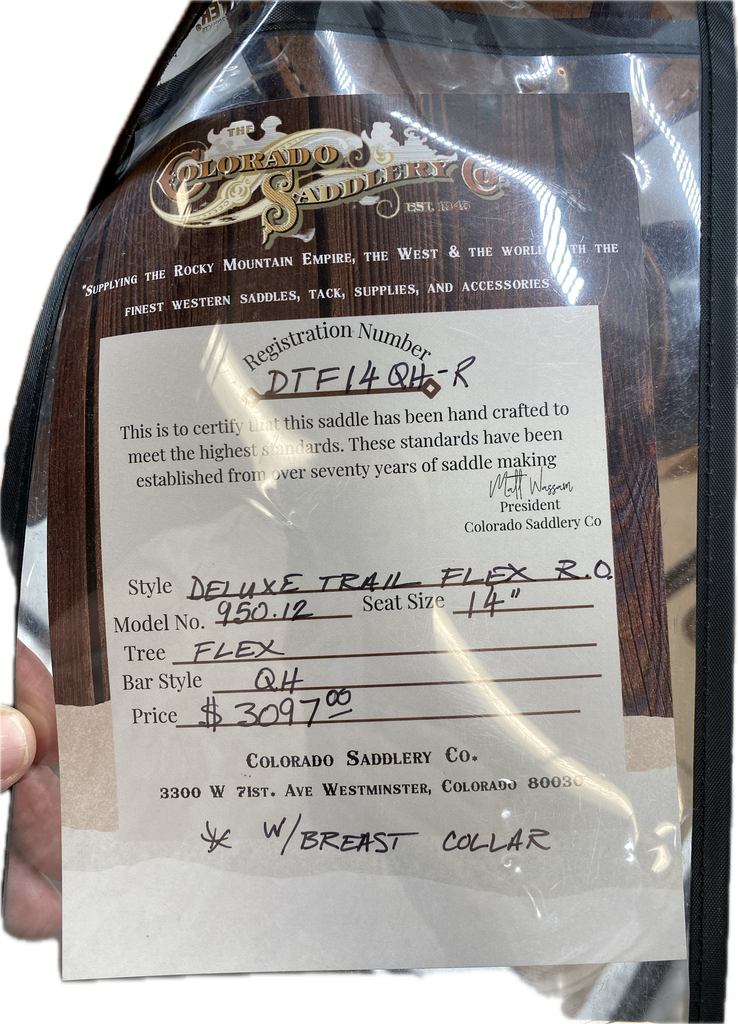 THE
COLORADO
SADDLERY CO.
EST. 1945
"SUPPLYING THE ROCKY MOUNTAIN EMPIRE, THE WEST & THE WORLD WITH THE
FINEST WESTERN SADDLES, TACK, SUPPLIES, AND ACCESSORIES
Registration Number
DTF14QH-R
This is to certify that this saddle has been hand crafted to
meet the highest standards. These standards have been
established from over seventy years of saddle making
Matt Wassam
President
Colorado Saddlery Co
Style DELUXE TRAIL FLEX R.O.
Model No. 950.12 Seat Size 14"
Tree FLEX
Bar Style QH
Price $3097.00
COLORADO SADDLERY CO.
3300 W 71ST. AVE WESTMINSTER, COLORADO 80030
* W/BREAST COLLAR